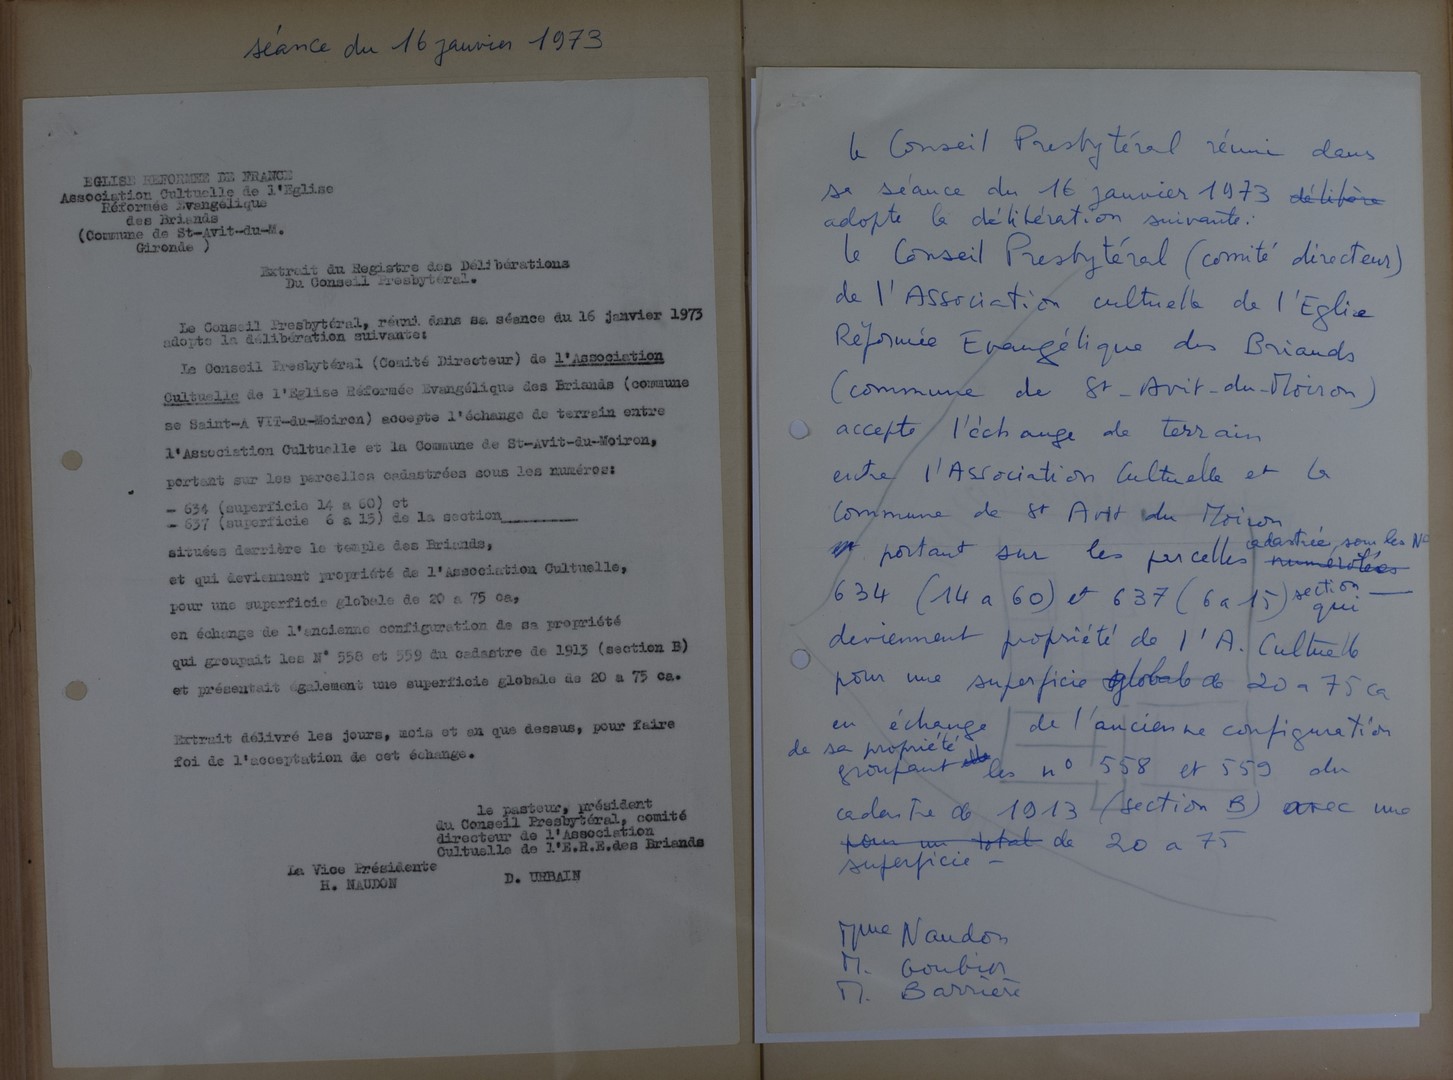 séance du 16 janvier 1973
EGLISE REFORMEE DE FRANCE
Association Cultuelle de l'Eglise
Réformée Evangélique
des Briands
(Commune de St-Avit-du-M.
Gironde )
Extrait du Registre des Délibérations
Du Conseil Presbytéral.
Le Conseil Presbytéral, réuni dans sa séance du 16 janvier 1973
adopte la délibération suivante:
Le Conseil Presbytéral (Comité Directeur) de l'Association
Cultuelle de l'Eglise Réformée Evangélique des Briands (commune
se Saint-A VIT-du-Moiron) accepte l'échange de terrain entre
l'Association Cultuelle et la Commune de St-Avit-du-Moiron,
portant sur les parcelles cadastrées sous les numéros:
- 634 (superficie 14 a 60) et
- 637 (superficie 6 a 15) de la section
situées derrière le temple des Briands,
et qui deviennent propriété de l'Association Cultuelle,
pour une superficie globale de 20 a 75 ca,
en échange de l'ancienne configuration de sa propriété
qui groupait les N° 558 et 559 du cadastre de 1913 (section B)
et présentait également une superficie globale de 20 a 75 ca.
Extrait délivré les jours, mois et an que dessus, pour faire
foi de l'acceptation de cet échange.
le pasteur, président
du Conseil Presbytéral, comité
directeur de l'Association
Cultuelle de l'E.R.E.des Briands
La Vice Présidente
H. NAUDON
D. URBAIN
le Conseil Presbytéral réuni dans
sa séance du 16 janvier 1973 délibère
adopte la délibération suivante:
le Conseil Presbytéral (comité directeur)
de l'Association cultuelle de l'Eglise
Réformée Evangélique des Briands
(commune de St-Avit-du-Moiron)
accepte l'échange de terrain
entre l'Association Cultuelle et la
Commune de St Avit du Moiron
portant sur les parcelles numérotées
cadastrée sous les N°
634 (14 a 60) et 637 (6 a 15) section
qui
deviennent propriété de l'A. Cultuelle
pour une superficie globale de 20 a 75 ca
en échange de l'ancienne configuration
de sa propriété
groupant les n° 558 et 559 du
cadastre de 1913 (section B) avec une
pour un total de 20 a 75
superficie -
Mme Naudon
M. Goubier
M. Barrière